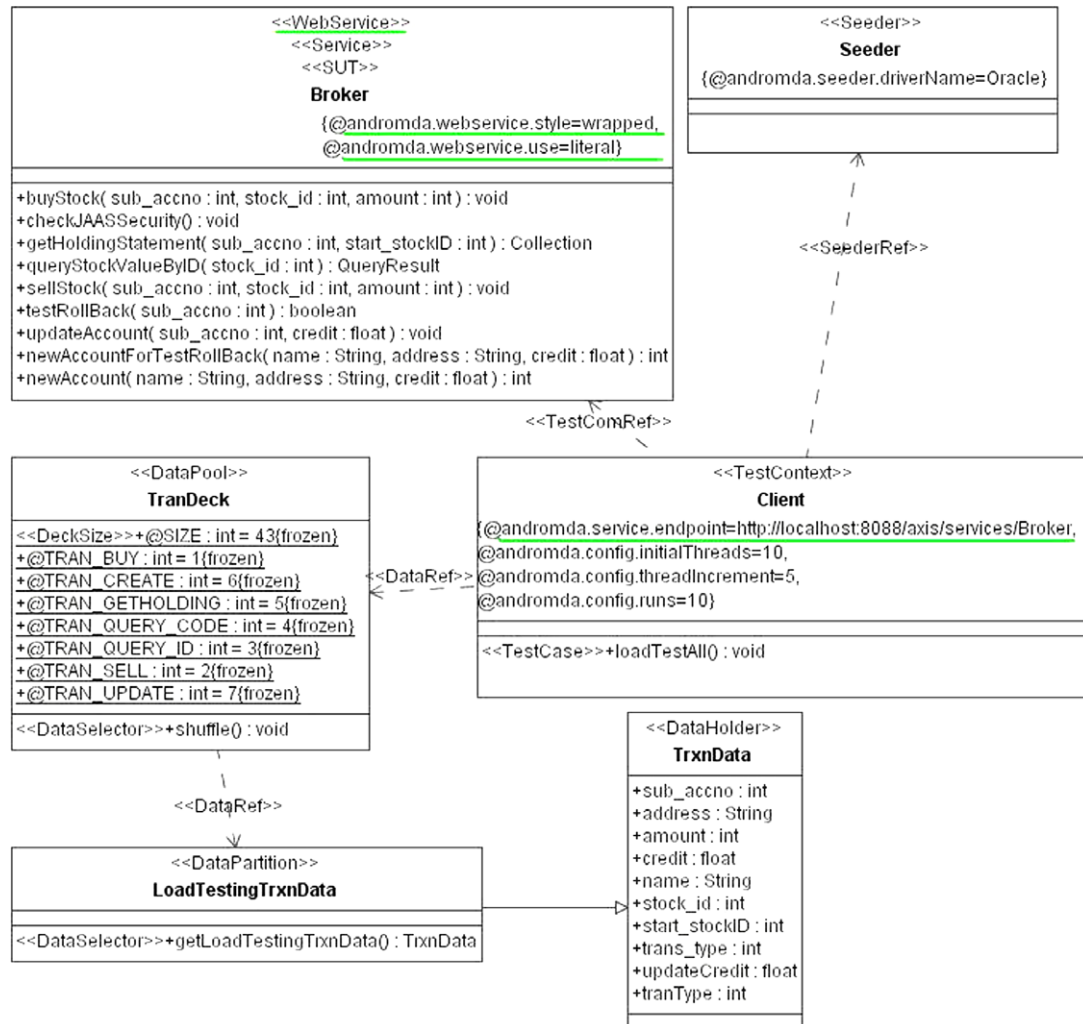 <<WebService>>
<<Service>>
<<SUT>>
Broker
{@andromda.webservice.style=wrapped,
@andromda.webservice.use=literal}
+buyStock( sub_accno : int, stock_id : int, amount : int ) : void
+checkJAASSecurity() : void
+getHoldingStatement( sub_accno : int, start_stockID : int ) : Collection
+queryStockValueByID( stock_id : int ) : QueryResult
+sellStock( sub_accno : int, stock_id : int, amount : int ) : void
+testRollBack( sub_accno : int ) : boolean
+updateAccount( sub_accno : int, credit : float ) : void
+newAccountForTestRollBack( name : String, address : String, credit : float ) : int
+newAccount( name : String, address : String, credit : float ) : int
<<Seeder>>
Seeder
{@andromda.seeder.driverName=Oracle}
<<SeederRef>>
<<TestComRef>>
<<DataPool>>
TranDeck
<<DeckSize>>+@SIZE : int = 43{frozen}
+@TRAN_BUY : int = 1{frozen}
+@TRAN_CREATE : int = 6{frozen}
+@TRAN_GETHOLDING : int = 5{frozen}
+@TRAN_QUERY_CODE : int = 4{frozen}
+@TRAN_QUERY_ID : int = 3{frozen}
+@TRAN_SELL : int = 2{frozen}
+@TRAN_UPDATE : int = 7{frozen}
<<DataSelector>>+shuffle() : void
<<DataRef>>
<<TestContext>>
Client
{@andromda.service.endpoint=http://localhost:8088/axis/services/Broker,
@andromda.config.initialThreads=10,
@andromda.config.threadIncrement=5,
@andromda.config.runs=10}
<<TestCase>>+loadTestAll() : void
<<DataRef>>
<<DataPartition>>
LoadTestingTrxnData
<<DataSelector>>+getLoadTestingTrxnData() : TrxnData
<<DataHolder>>
TrxnData
+sub_accno : int
+address : String
+amount : int
+credit : float
+name : String
+stock_id : int
+start_stockID : int
+trans_type : int
+updateCredit : float
+tranType : int